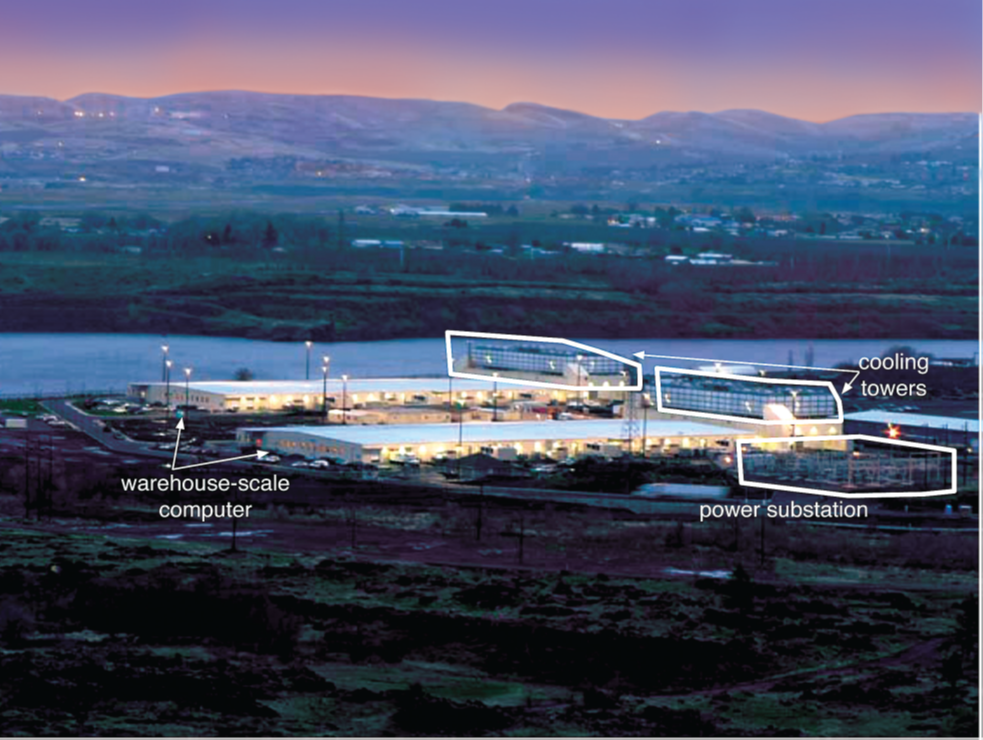 cooling
towers
warehouse-scale
computer
power substation